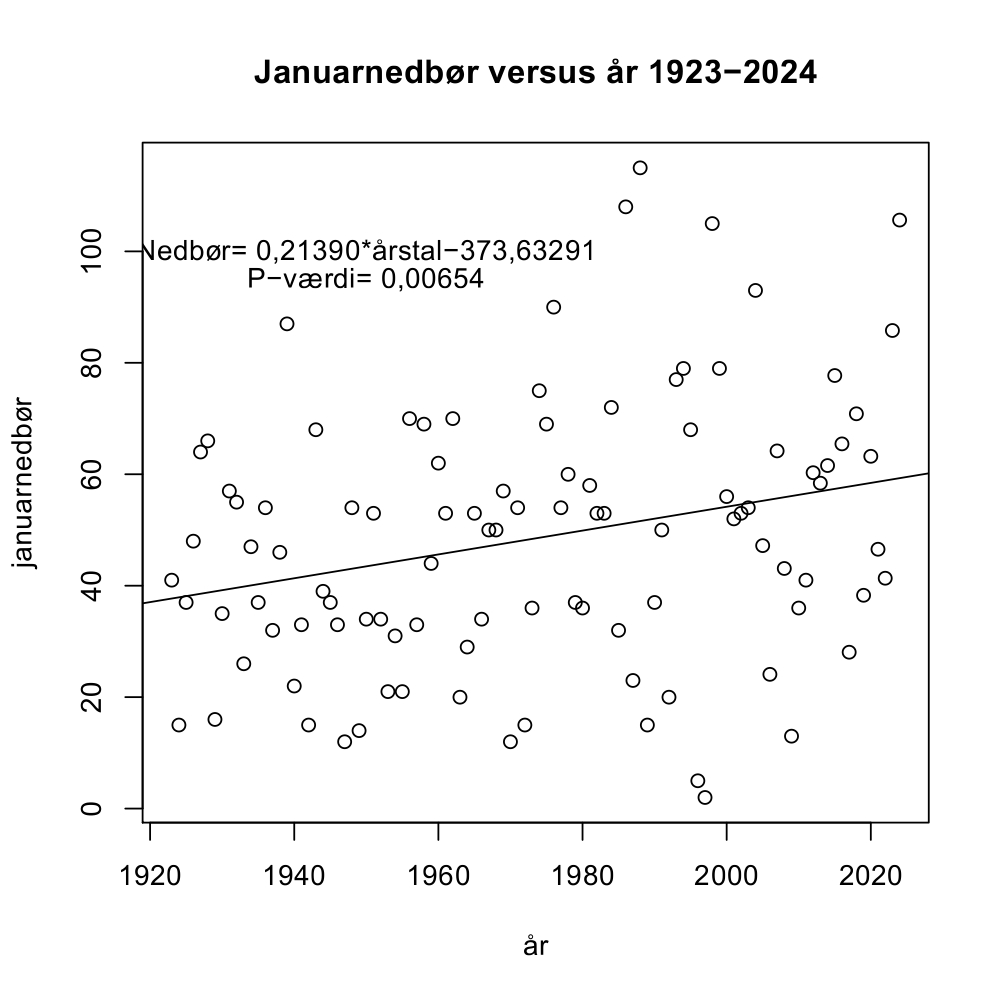 Januarnedbør versus år 1923−2024
Nedbør= 0,21390*årstal−373,63291
P−værdi= 0,00654
januarnedbør
100
80
60
40
20
0
1920 1940 1960 1980 2000 2020
år